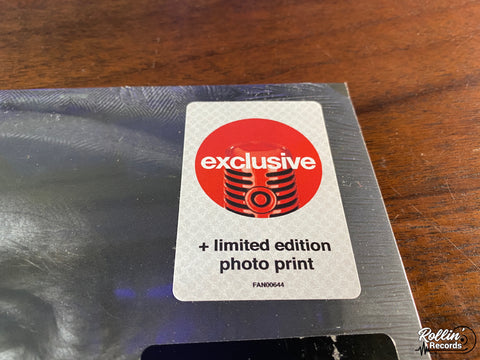 exclusive
+ limited edition
photo print
FAN00644
Rollin'
Records